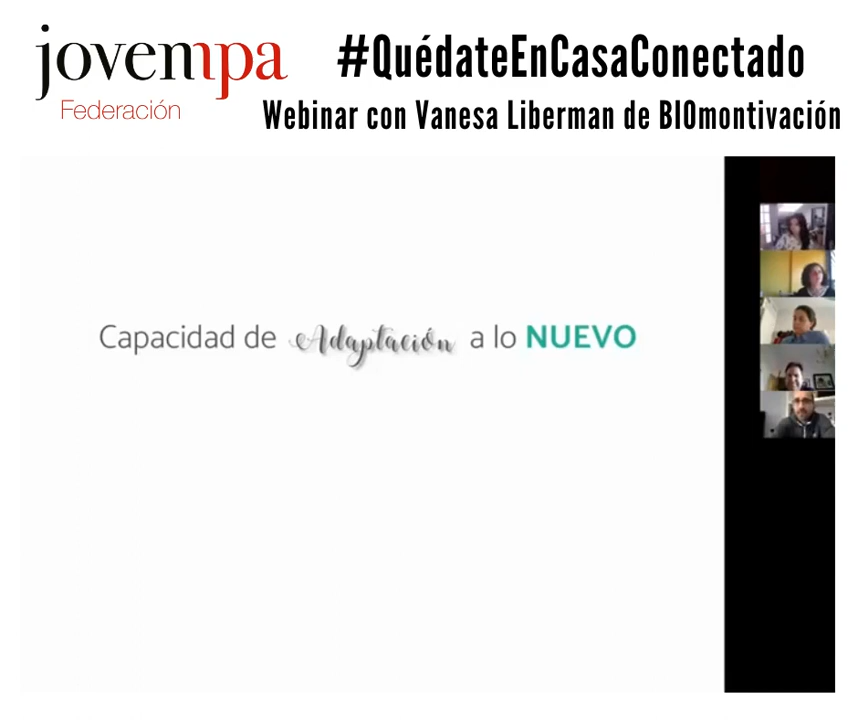 jovempa
Federación
#QuédateEnCasaConectado
Webinar con Vanesa Liberman de BIOmontivación
Capacidad de Adaptación a lo NUEVO